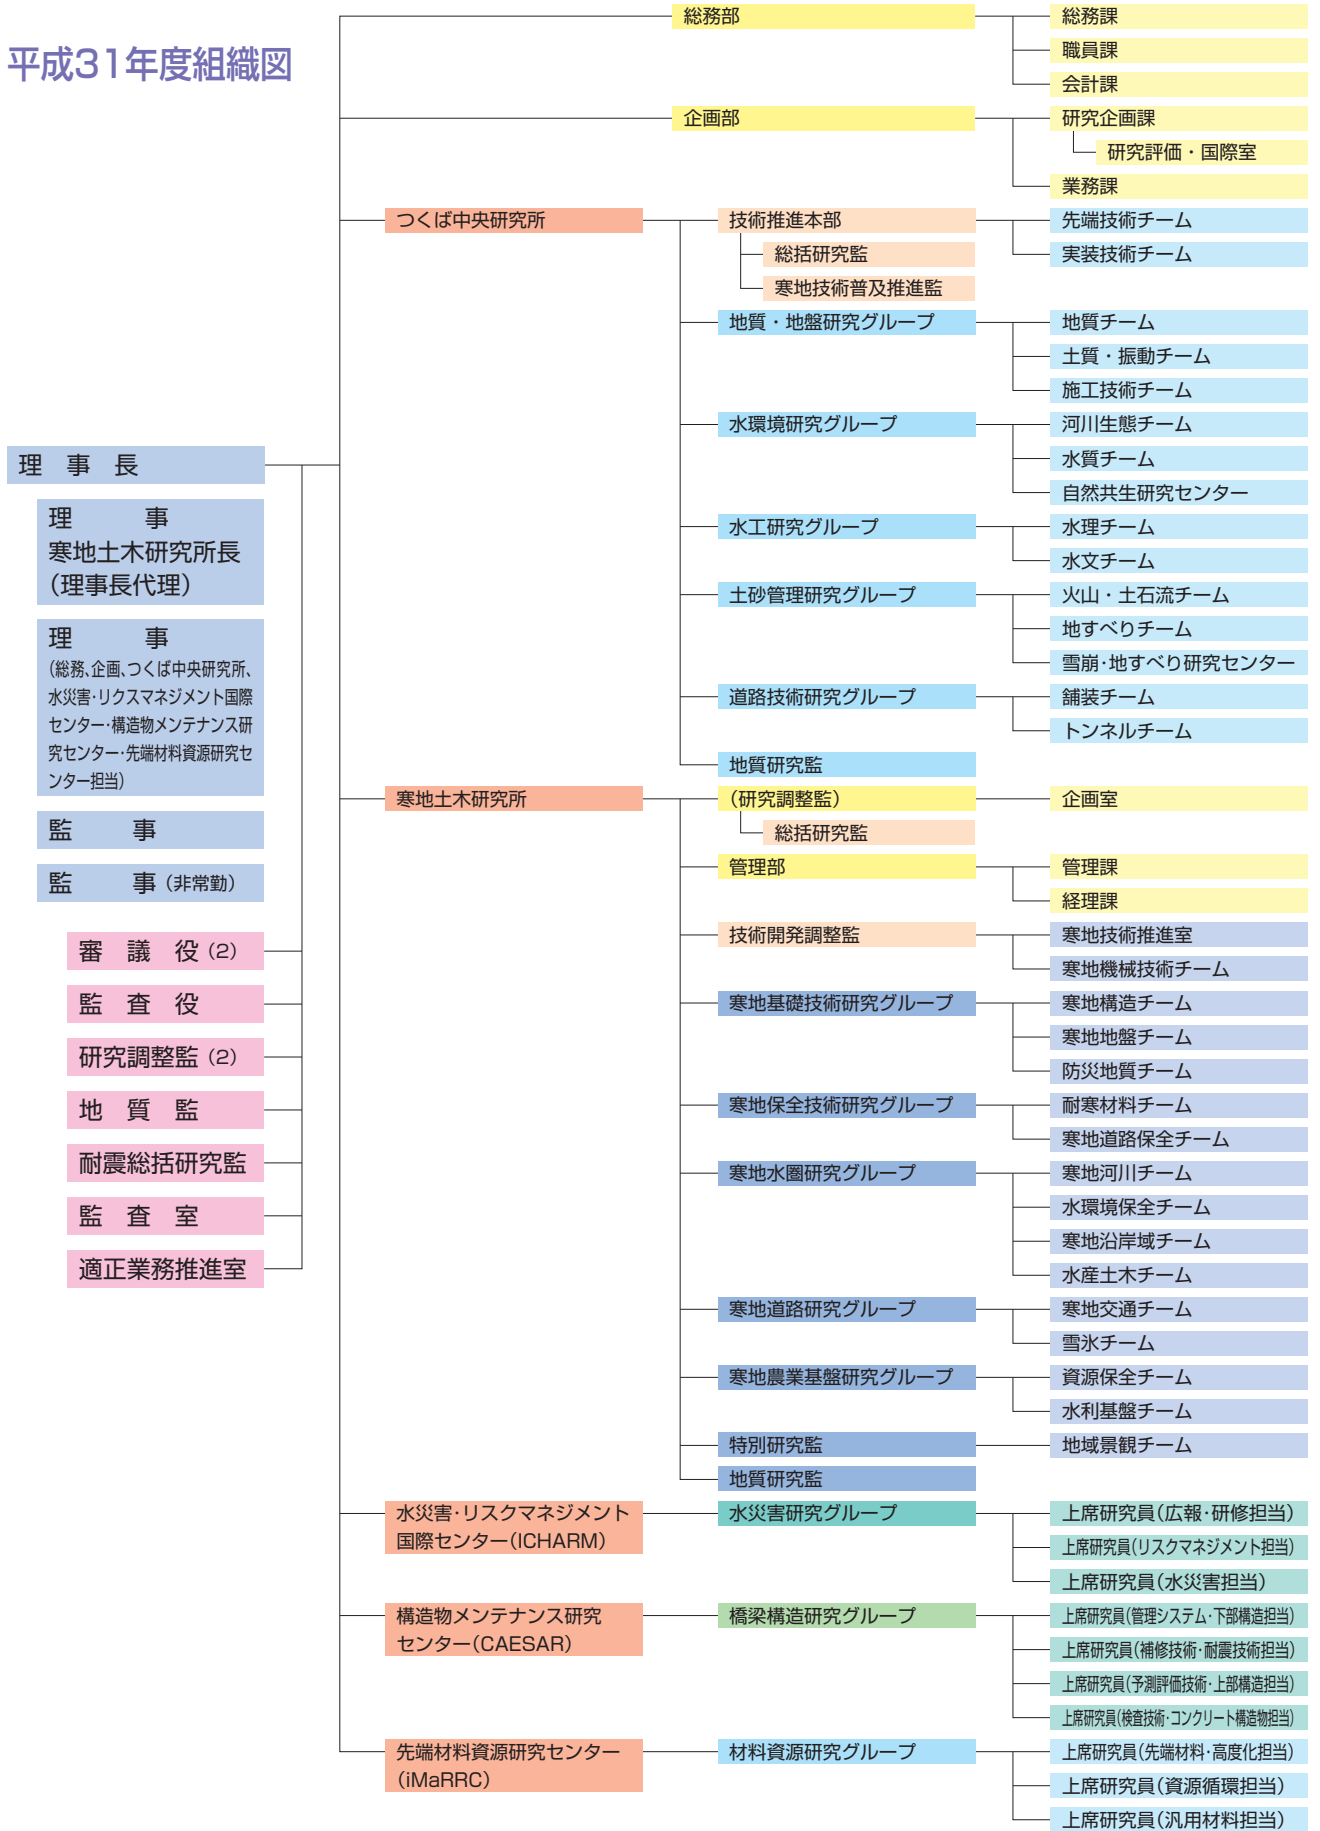 平成31年度組織図
理　事　長
理　　　事
寒地土木研究所長
（理事長代理）
理　　　事
（総務、企画、つくば中央研究所、
水災害・リクスマネジメント国際
センター・構造物メンテナンス研
究センター・先端材料資源研究セ
ンター担当）
監　　　事
監　　　事（非常勤）
審　議　役（2）
監　査　役
研究調整監（2）
地　質　監
耐震総括研究監
監　査　室
適正業務推進室
総務部
総務課
職員課
会計課
企画部
研究企画課
研究評価・国際室
業務課
つくば中央研究所
技術推進本部
総括研究監
寒地技術普及推進監
先端技術チーム
実装技術チーム
地質・地盤研究グループ
地質チーム
土質・振動チーム
施工技術チーム
水環境研究グループ
河川生態チーム
水質チーム
自然共生研究センター
水工研究グループ
水理チーム
水文チーム
土砂管理研究グループ
火山・土石流チーム
地すべりチーム
雪崩・地すべり研究センター
道路技術研究グループ
舗装チーム
トンネルチーム
地質研究監
寒地土木研究所
（研究調整監）
総括研究監
企画室
管理部
管理課
経理課
技術開発調整監
寒地技術推進室
寒地機械技術チーム
寒地基礎技術研究グループ
寒地構造チーム
寒地地盤チーム
防災地質チーム
寒地保全技術研究グループ
耐寒材料チーム
寒地道路保全チーム
寒地水圏研究グループ
寒地河川チーム
水環境保全チーム
寒地沿岸域チーム
水産土木チーム
寒地道路研究グループ
寒地交通チーム
雪氷チーム
寒地農業基盤研究グループ
資源保全チーム
水利基盤チーム
特別研究監
地域景観チーム
地質研究監
水災害・リスクマネジメント
国際センター（ICHARM）
水災害研究グループ
上席研究員（広報・研修担当）
上席研究員（リスクマネジメント担当）
上席研究員（水災害担当）
構造物メンテナンス研究
センター（CAESAR）
橋梁構造研究グループ
上席研究員（管理システム・下部構造担当）
上席研究員（補修技術・耐震技術担当）
上席研究員（予測評価技術・上部構造担当）
上席研究員（検査技術・コンクリート構造物担当）
先端材料資源研究センター
（iMaRRC）
材料資源研究グループ
上席研究員（先端材料・高度化担当）
上席研究員（資源循環担当）
上席研究員（汎用材料担当）